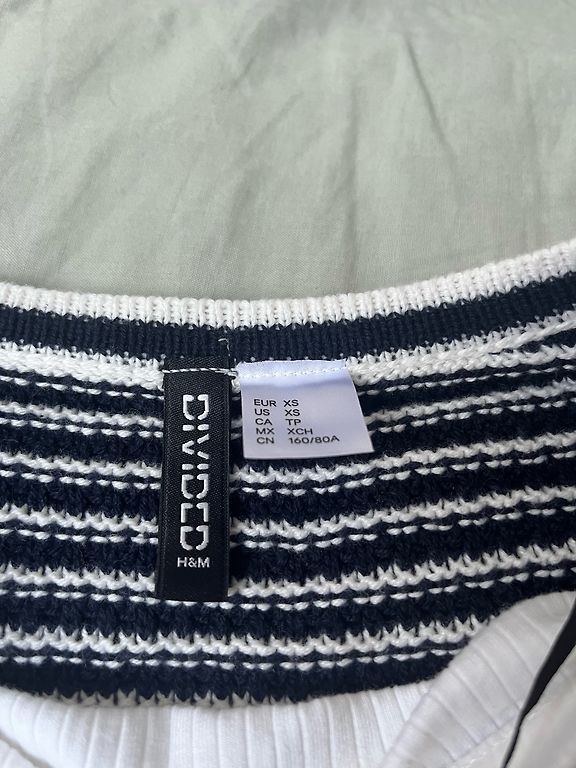 DIVIDED
H&M
EUR XS
US XS
CA TP
MX XCH
CN 160/80A